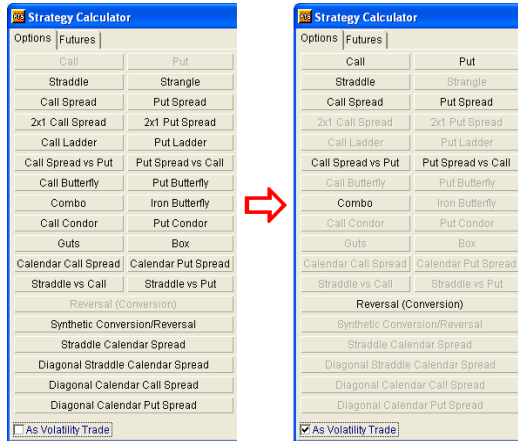 Strategy Calculator
Options Futures
Call Put
Straddle Strangle
Call Spread Put Spread
2x1 Call Spread 2x1 Put Spread
Call Ladder Put Ladder
Call Spread vs Put Put Spread vs Call
Call Butterfly Put Butterfly
Combo Iron Butterfly
Call Condor Put Condor
Guts Box
Calendar Call Spread Calendar Put Spread
Straddle vs Call Straddle vs Put
Reversal (Conversion)
Synthetic Conversion/Reversal
Straddle Calendar Spread
Diagonal Straddle Calendar Spread
Diagonal Calendar Call Spread
Diagonal Calendar Put Spread
As Volatility Trade
Strategy Calculator
Options Futures
Call Put
Straddle Strangle
Call Spread Put Spread
2x1 Call Spread 2x1 Put Spread
Call Ladder Put Ladder
Call Spread vs Put Put Spread vs Call
Call Butterfly Put Butterfly
Combo Iron Butterfly
Call Condor Put Condor
Guts Box
Calendar Call Spread Calendar Put Spread
Straddle vs Call Straddle vs Put
Reversal (Conversion)
Synthetic Conversion/Reversal
Straddle Calendar Spread
Diagonal Straddle Calendar Spread
Diagonal Calendar Call Spread
Diagonal Calendar Put Spread
As Volatility Trade